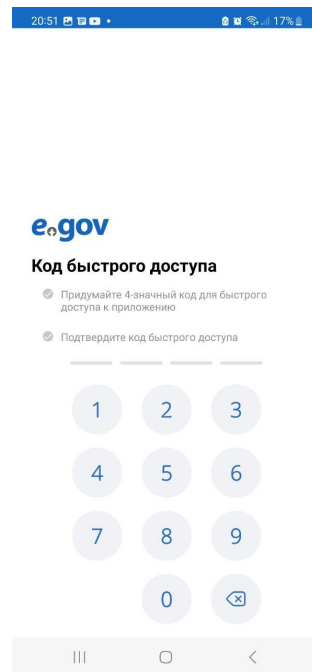 20:51 17%
e.gov
Код быстрого доступа
Придумайте 4-значный код для быстрого
доступа к приложению
Подтвердите код быстрого доступа
1 2 3
4 5 6
7 8 9
0